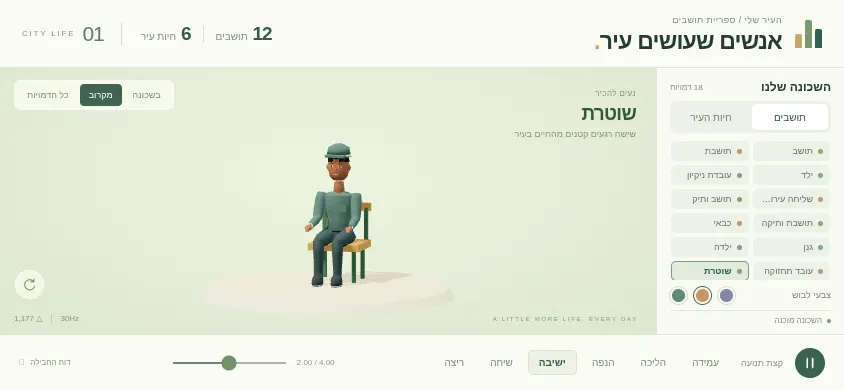 העיר שלי / ספריית תושבים
אנשים שעושים עיר.
12 תושבים
6 חיות עיר
CITY LIFE 01
השכונה שלנו
18 דמויות
תושבים
חיות העיר
תושב
תושבת
ילד
עובדת ניקיון
שליחה עירו...
תושב ותיק
תושבת ותיקה
כבאי
גנן
ילדה
עובד תחזוקה
שוטרת
צבעי לבוש
השכונה מוכנה
נעים להכיר
שוטרת
שישה רגעים קטנים מהחיים בעיר
בשכונה
מקרוב
כל הדמויות
1,177 △
30Hz
A LITTLE MORE LIFE, EVERY DAY
קצת תנועה
עמידה
הליכה
הנפה
ישיבה
שיחה
ריצה
2.00 / 4.00
דוח החבילה